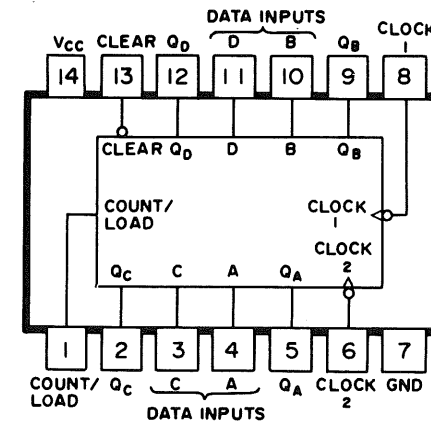 DATA INPUTS
VCC CLEAR QD D B QB CLOCK 1
14 13 12 11 10 9 8
CLEAR QD D B QB
COUNT/
LOAD
CLOCK
1
CLOCK
2
QC C A QA
1 2 3 4 5 6 7
COUNT/ QC C A QA CLOCK GND
LOAD 2
DATA INPUTS